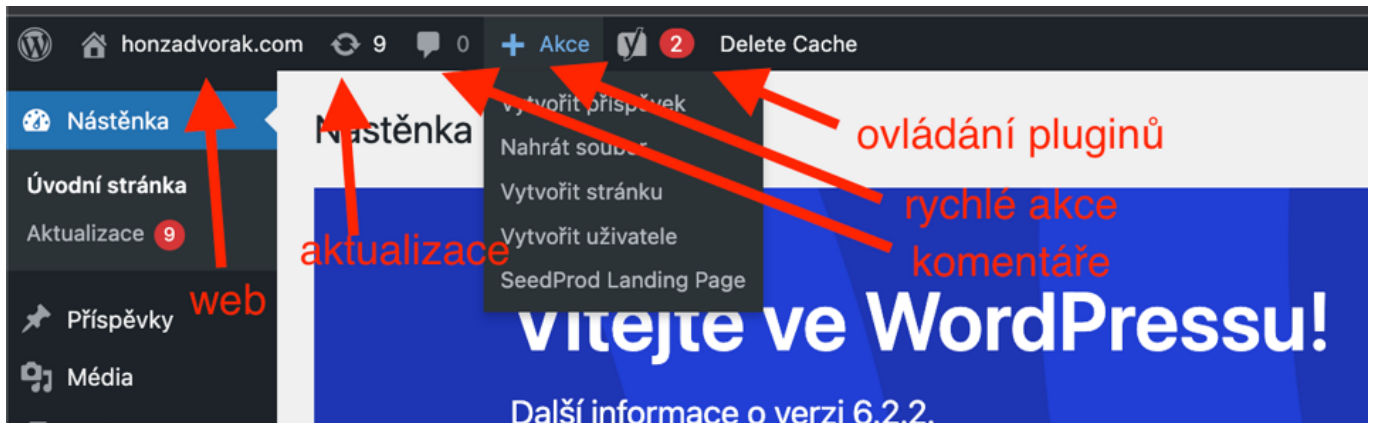 honzadvorak.com 9 0 + Akce 2 Delete Cache
Nástěnka
Úvodní stránka
Aktualizace 9
Příspěvky
Média
Nástěnka
Vytvořit příspěvek
Nahrát soubor
Vytvořit stránku
Vytvořit uživatele
SeedProd Landing Page
ovládání pluginů
rychlé akce
komentáře
aktualizace
web
Vítejte ve WordPressu!
Další informace o verzi 6.2.2.